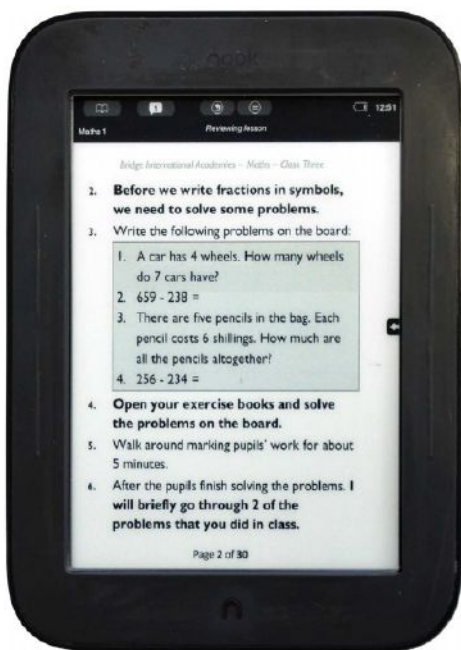 nook
1
12:51
Maths 1
Reviewing lesson
Bridge International Academies - Maths - Class Three
2. Before we write fractions in symbols,
we need to solve some problems.
3. Write the following problems on the board:
1. A car has 4 wheels. How many wheels
do 7 cars have?
2. 659 - 238 =
3. There are five pencils in the bag. Each
pencil costs 6 shillings. How much are
all the pencils altogether?
4. 256 - 234 =
4. Open your exercise books and solve
the problems on the board.
5. Walk around marking pupils' work for about
5 minutes.
6. After the pupils finish solving the problems. I
will briefly go through 2 of the
problems that you did in class.
Page 2 of 30